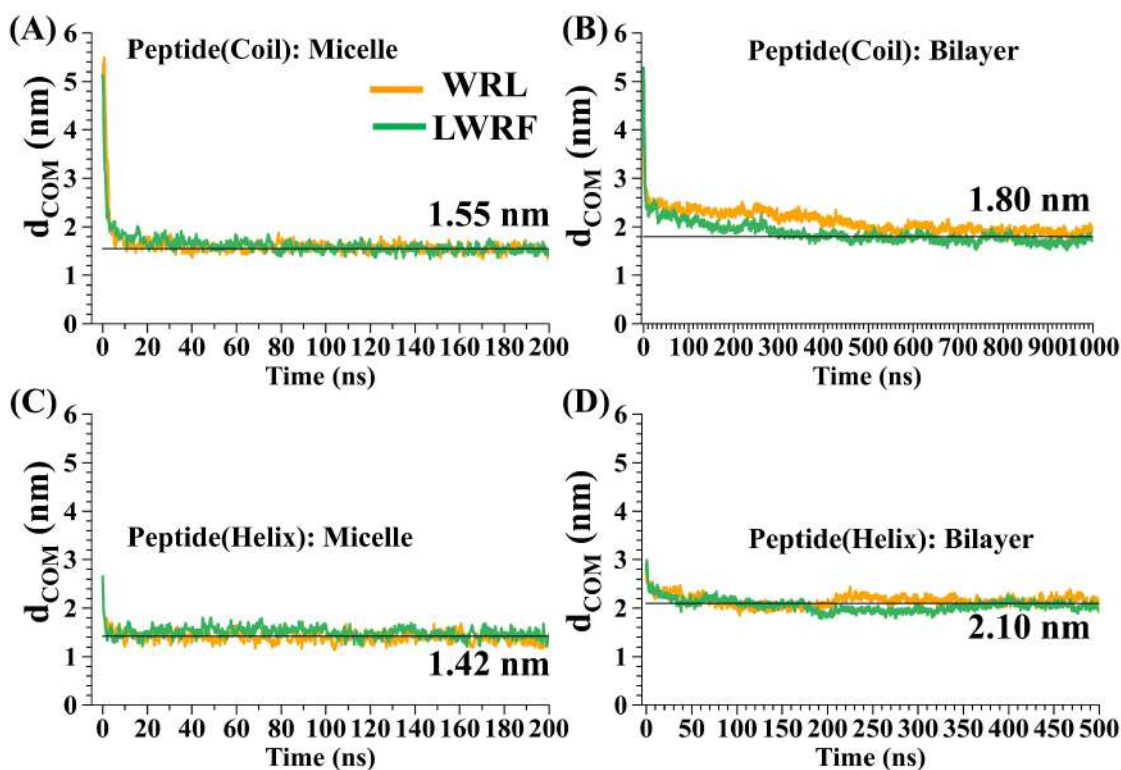 (A)
Peptide(Coil): Micelle
WRL
LWRF
1.55 nm
d_COM (nm)
6
5
4
3
2
1
0
0 20 40 60 80 100 120 140 160 180 200
Time (ns)
(B)
Peptide(Coil): Bilayer
1.80 nm
d_COM (nm)
6
5
4
3
2
1
0
0 100 200 300 400 500 600 700 800 900 1000
Time (ns)
(C)
Peptide(Helix): Micelle
1.42 nm
d_COM (nm)
6
5
4
3
2
1
0
0 20 40 60 80 100 120 140 160 180 200
Time (ns)
(D)
Peptide(Helix): Bilayer
2.10 nm
d_COM (nm)
6
5
4
3
2
1
0
0 50 100 150 200 250 300 350 400 450 500
Time (ns)